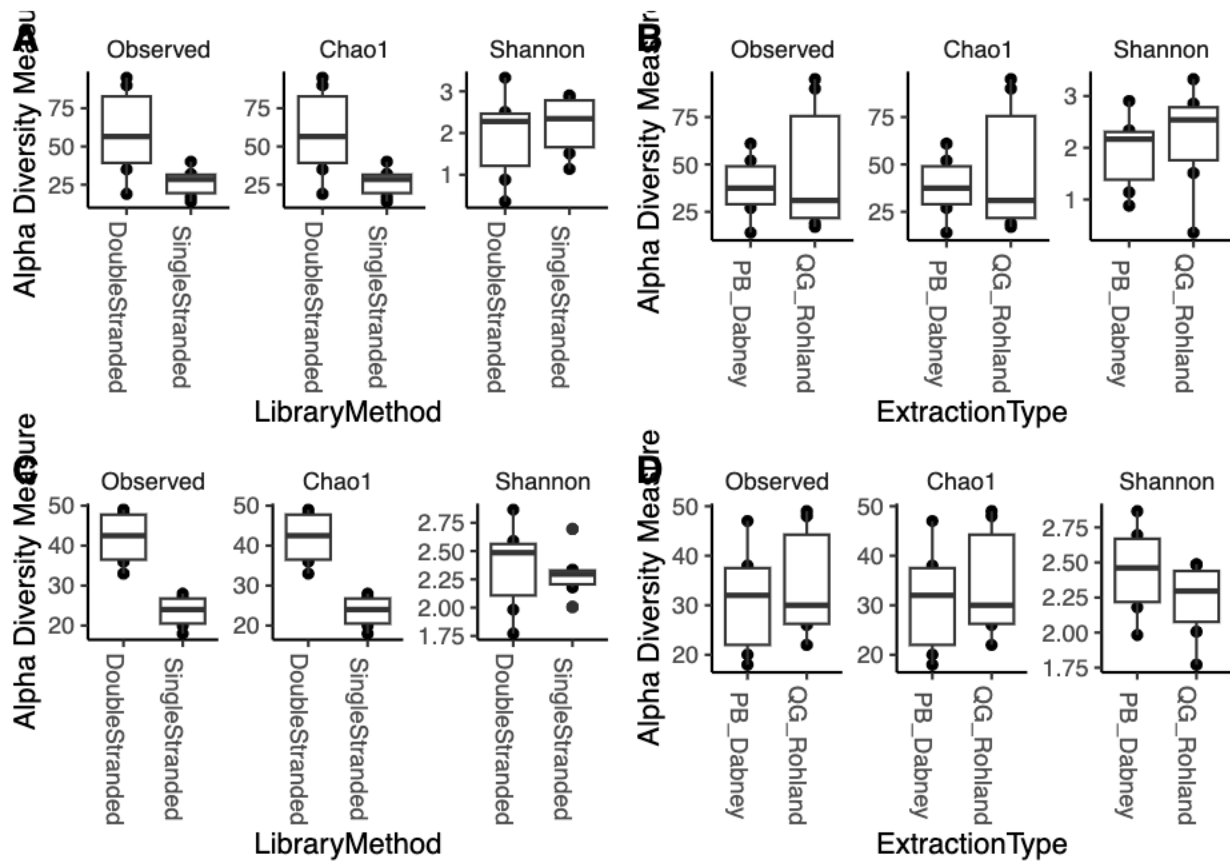 A
Alpha Diversity Measu
Observed
Chao1
Shannon
75
50
25
75
50
25
3
2
1
DoubleStranded
SingleStranded
DoubleStranded
SingleStranded
DoubleStranded
SingleStranded
LibraryMethod
B
Alpha Diversity Measure
Observed
Chao1
Shannon
75
50
25
75
50
25
3
2
1
PB_Dabney
QG_Rohland
PB_Dabney
QG_Rohland
PB_Dabney
QG_Rohland
ExtractionType
C
Alpha Diversity Measure
Observed
Chao1
Shannon
50
40
30
20
50
40
30
20
2.75
2.50
2.25
2.00
1.75
DoubleStranded
SingleStranded
DoubleStranded
SingleStranded
DoubleStranded
SingleStranded
LibraryMethod
D
Alpha Diversity Measure
Observed
Chao1
Shannon
50
40
30
20
50
40
30
20
2.75
2.50
2.25
2.00
1.75
PB_Dabney
QG_Rohland
PB_Dabney
QG_Rohland
PB_Dabney
QG_Rohland
ExtractionType